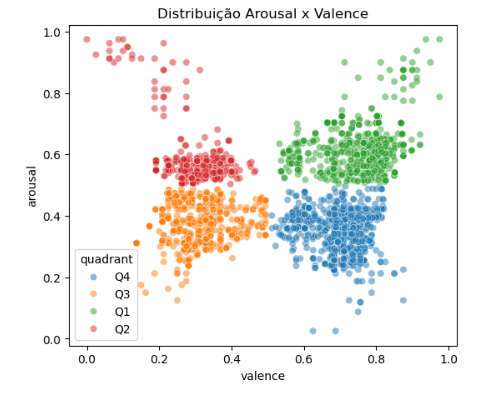 Distribuição Arousal x Valence
1.0
0.8
0.6
0.4
0.2
0.0
arousal
quadrant
Q4
Q3
Q1
Q2
0.0 0.2 0.4 0.6 0.8 1.0
valence